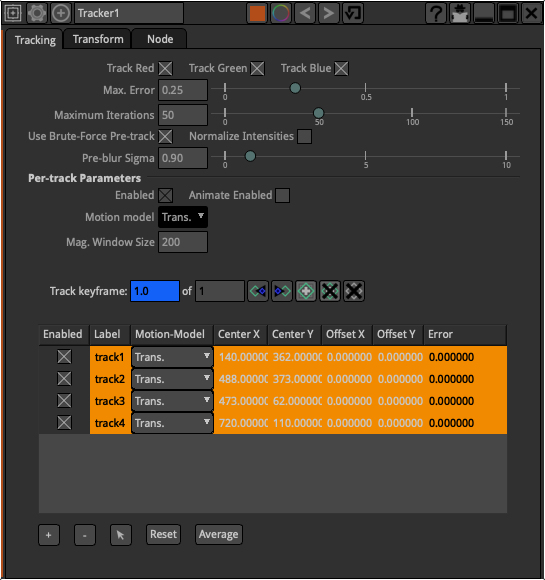 Tracker1 ?
Tracking Transform Node
Track Red Track Green Track Blue
Max. Error 0.25 0 0.5 1
Maximum Iterations 50 0 50 100 150
Use Brute-Force Pre-track Normalize Intensities
Pre-blur Sigma 0.90 0 5 10
Per-track Parameters
Enabled Animate Enabled
Motion model Trans.
Mag. Window Size 200
Track keyframe: 1.0 of 1
Enabled Label Motion-Model Center X Center Y Offset X Offset Y Error
track1 Trans. 140.00000 362.00000 0.000000 0.000000 0.000000
track2 Trans. 488.00000 373.00000 0.000000 0.000000 0.000000
track3 Trans. 473.00000 62.00000 0.000000 0.000000 0.000000
track4 Trans. 720.00000 110.00000 0.000000 0.000000 0.000000
+ - Reset Average